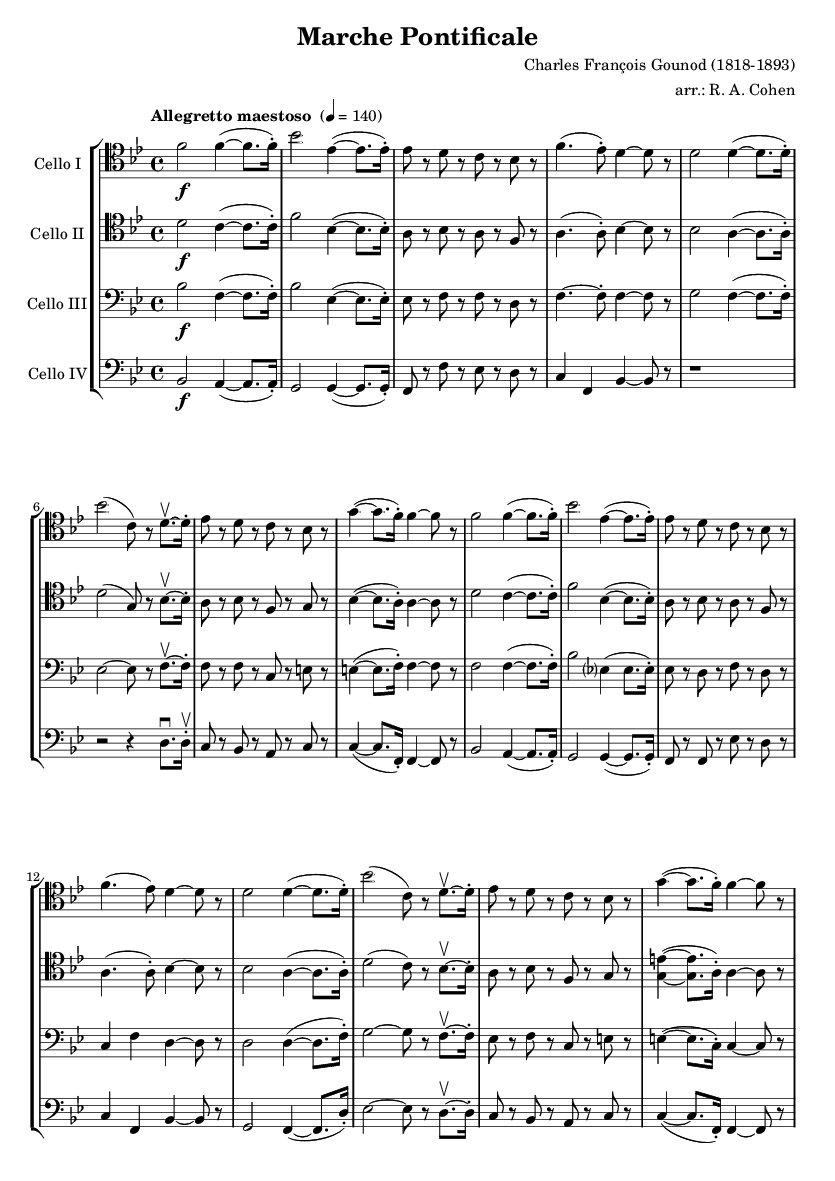 Marche Pontificale
Charles François Gounod (1818-1893)
arr.: R. A. Cohen
Allegretto maestoso (♩ = 140)
Cello I
f
Cello II
f
Cello III
f
Cello IV
f
6
12